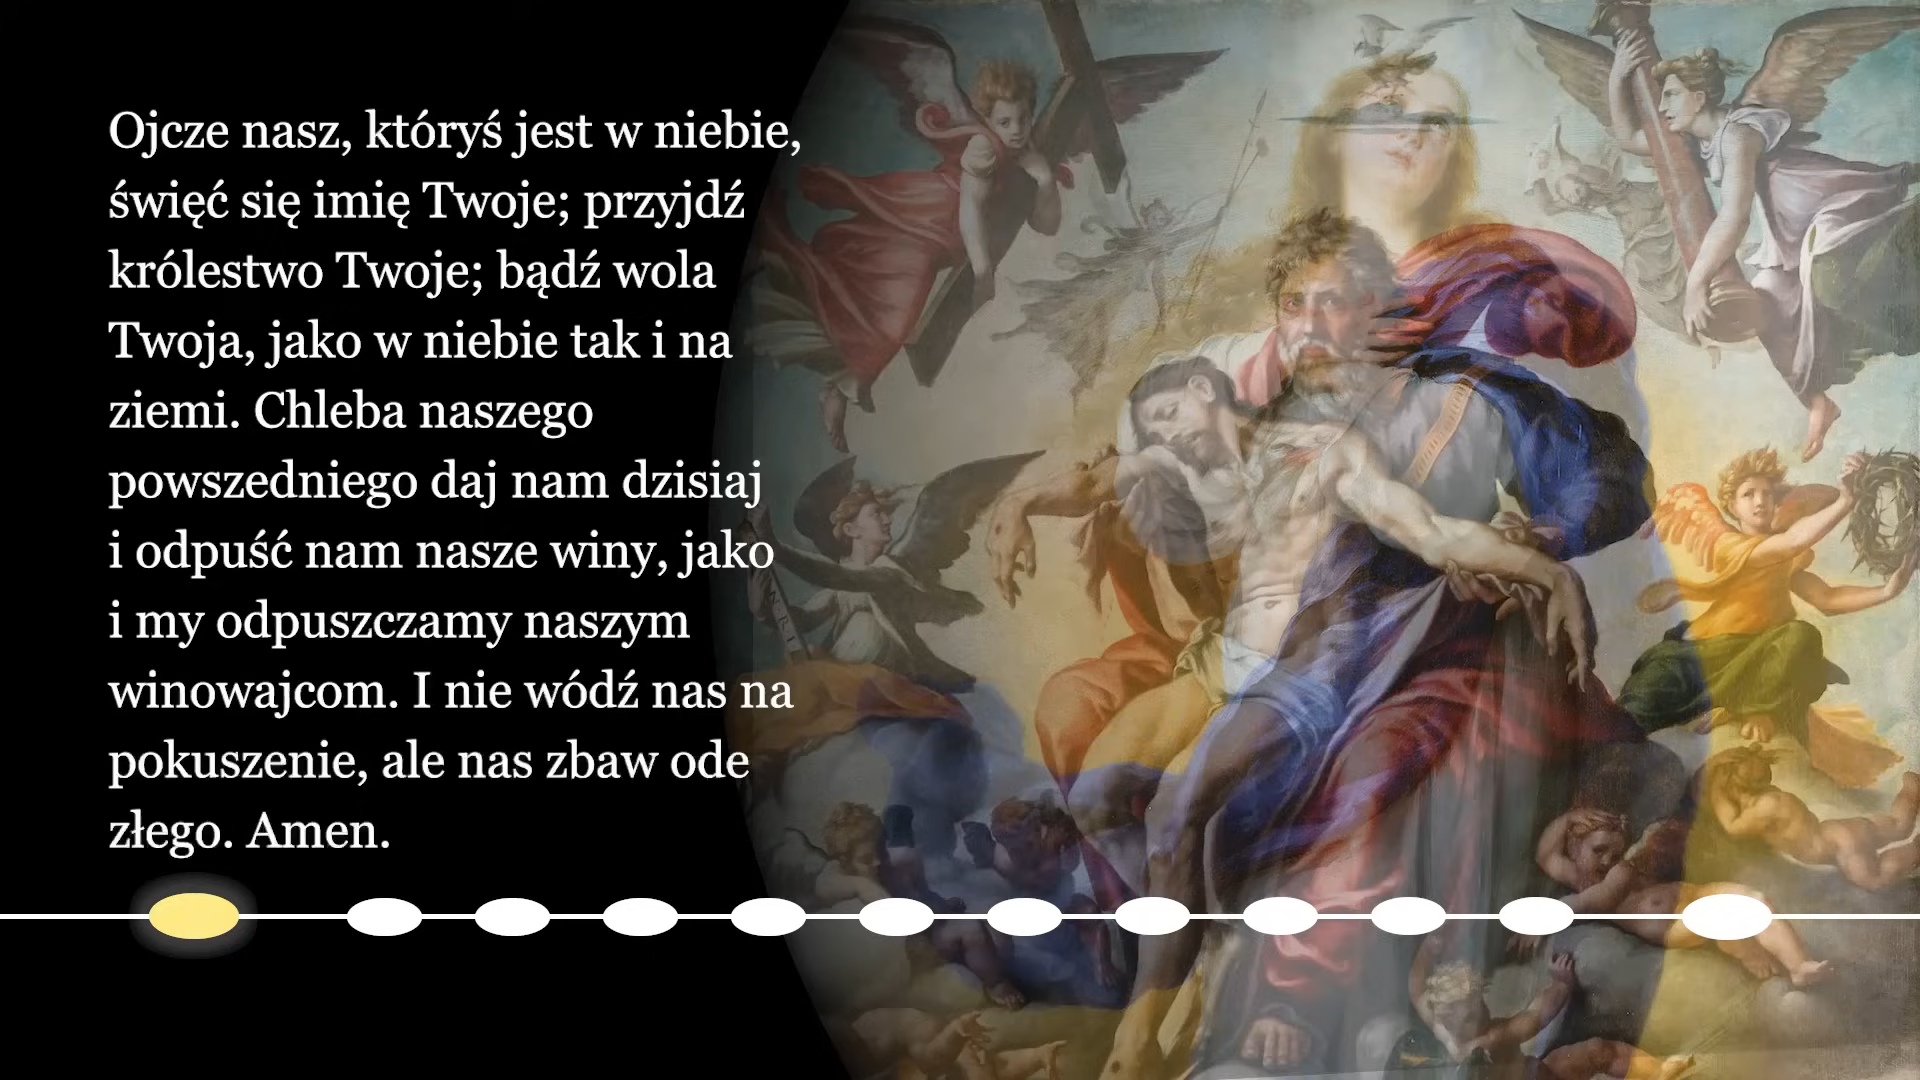 Ojcze nasz, któryś jest w niebie,
święć się imię Twoje; przyjdź
królestwo Twoje; bądź wola
Twoja, jako w niebie tak i na
ziemi. Chleba naszego
powszedniego daj nam dzisiaj
i odpuść nam nasze winy, jako
i my odpuszczamy naszym
winowajcom. I nie wódź nas na
pokuszenie, ale nas zbaw ode
złego. Amen.
INRI